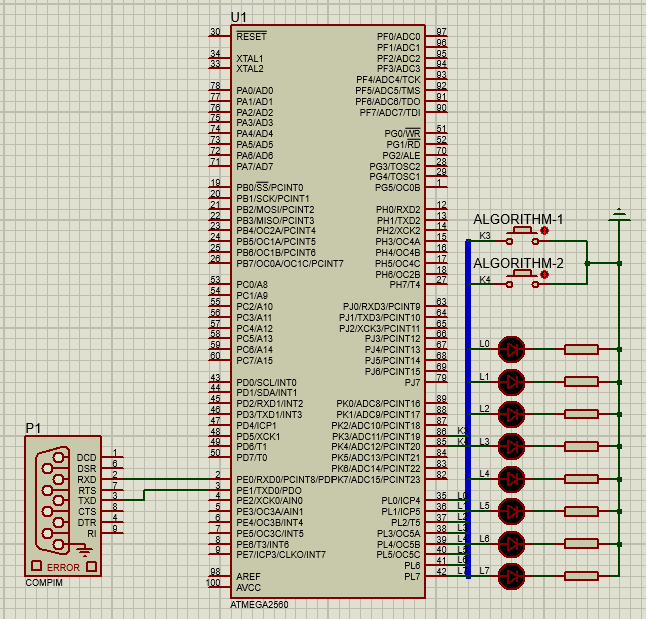 U1
30 RESET
34 XTAL1
33 XTAL2
78 PA0/AD0
77 PA1/AD1
76 PA2/AD2
75 PA3/AD3
74 PA4/AD4
73 PA5/AD5
72 PA6/AD6
71 PA7/AD7
19 PB0/SS/PCINT0
20 PB1/SCK/PCINT1
21 PB2/MOSI/PCINT2
22 PB3/MISO/PCINT3
23 PB4/OC2A/PCINT4
24 PB5/OC1A/PCINT5
25 PB6/OC1B/PCINT6
26 PB7/OC0A/OC1C/PCINT7
53 PC0/A8
54 PC1/A9
55 PC2/A10
56 PC3/A11
57 PC4/A12
58 PC5/A13
59 PC6/A14
60 PC7/A15
43 PD0/SCL/INT0
44 PD1/SDA/INT1
45 PD2/RXD1/INT2
46 PD3/TXD1/INT3
47 PD4/ICP1
48 PD5/XCK1
49 PD6/T1
50 PD7/T0
2 PE0/RXD0/PCINT8/PDI
3 PE1/TXD0/PDO
4 PE2/XCK0/AIN0
5 PE3/OC3A/AIN1
6 PE4/OC3B/INT4
7 PE5/OC3C/INT5
8 PE6/T3/INT6
9 PE7/ICP3/CLKO/INT7
98 AREF
100 AVCC
PF0/ADC0 97
PF1/ADC1 96
PF2/ADC2 95
PF3/ADC3 94
PF4/ADC4/TCK 93
PF5/ADC5/TMS 92
PF6/ADC6/TDO 91
PF7/ADC7/TDI 90
PG0/WR 51
PG1/RD 52
PG2/ALE 70
PG3/TOSC2 28
PG4/TOSC1 29
PG5/OC0B 1
PH0/RXD2 12
PH1/TXD2 13
PH2/XCK2 14
PH3/OC4A 15
PH4/OC4B 16
PH5/OC4C 17
PH6/OC2B 18
PH7/T4 27
PJ0/RXD3/PCINT9 63
PJ1/TXD3/PCINT10 64
PJ2/XCK3/PCINT11 65
PJ3/PCINT12 66
PJ4/PCINT13 67
PJ5/PCINT14 68
PJ6/PCINT15 69
PJ7 79
PK0/ADC8/PCINT16 89
PK1/ADC9/PCINT17 88
PK2/ADC10/PCINT18 87
PK3/ADC11/PCINT19 86 K3
PK4/ADC12/PCINT20 85 K4
PK5/ADC13/PCINT21 84
PK6/ADC14/PCINT22 83
PK7/ADC15/PCINT23 82
PL0/ICP4 35 L0
PL1/ICP5 36 L1
PL2/T5 37 L2
PL3/OC5A 38 L3
PL4/OC5B 39 L4
PL5/OC5C 40 L5
PL6 41 L6
PL7 42 L7
ATMEGA2560
ALGORITHM-1
K3
ALGORITHM-2
K4
L0
L1
L2
L3
L4
L5
L6
L7
P1
DCD 1
DSR 6
RXD 2
RTS 7
TXD 3
CTS 8
DTR 4
RI 9
ERROR
COMPIM